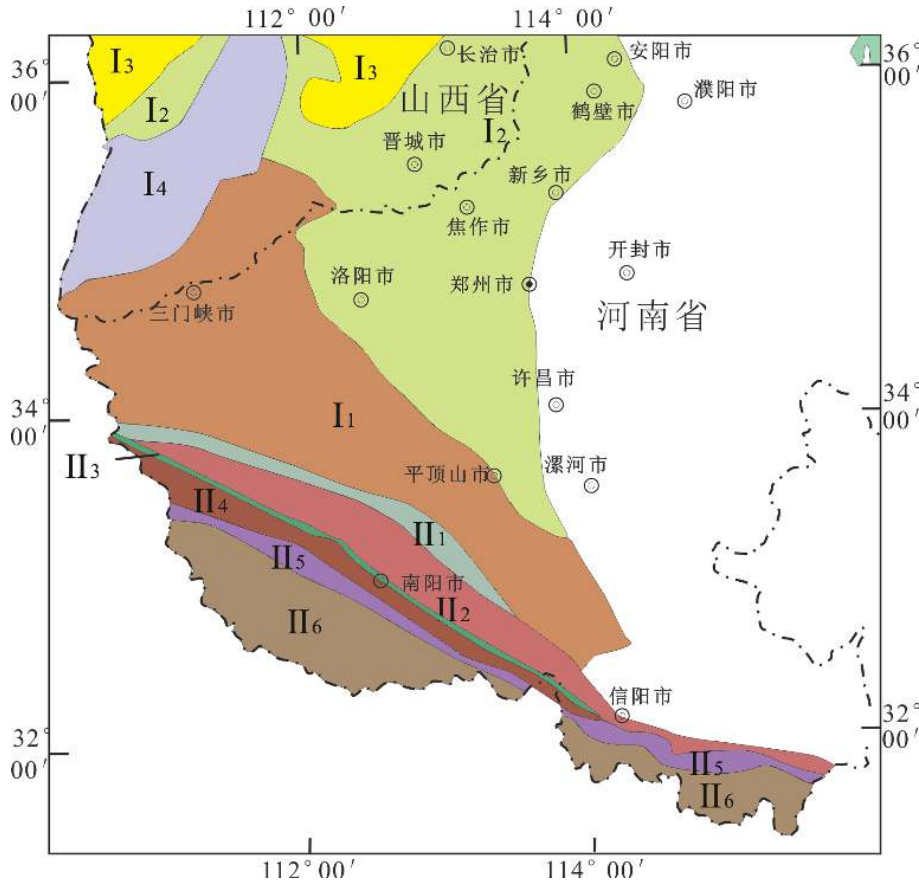 112°00′
114°00′
36°
00′
36°
00′
I3
I3
长治市
安阳市
山西省
濮阳市
鹤壁市
I2
I2
晋城市
I4
新乡市
焦作市
开封市
洛阳市
郑州市
三门峡市
河南省
许昌市
34°
00′
34°
00′
I1
II3
平顶山市
漯河市
II4
II1
II5
南阳市
II2
II6
信阳市
32°
00′
32°
00′
II5
II6
112°00′
114°00′